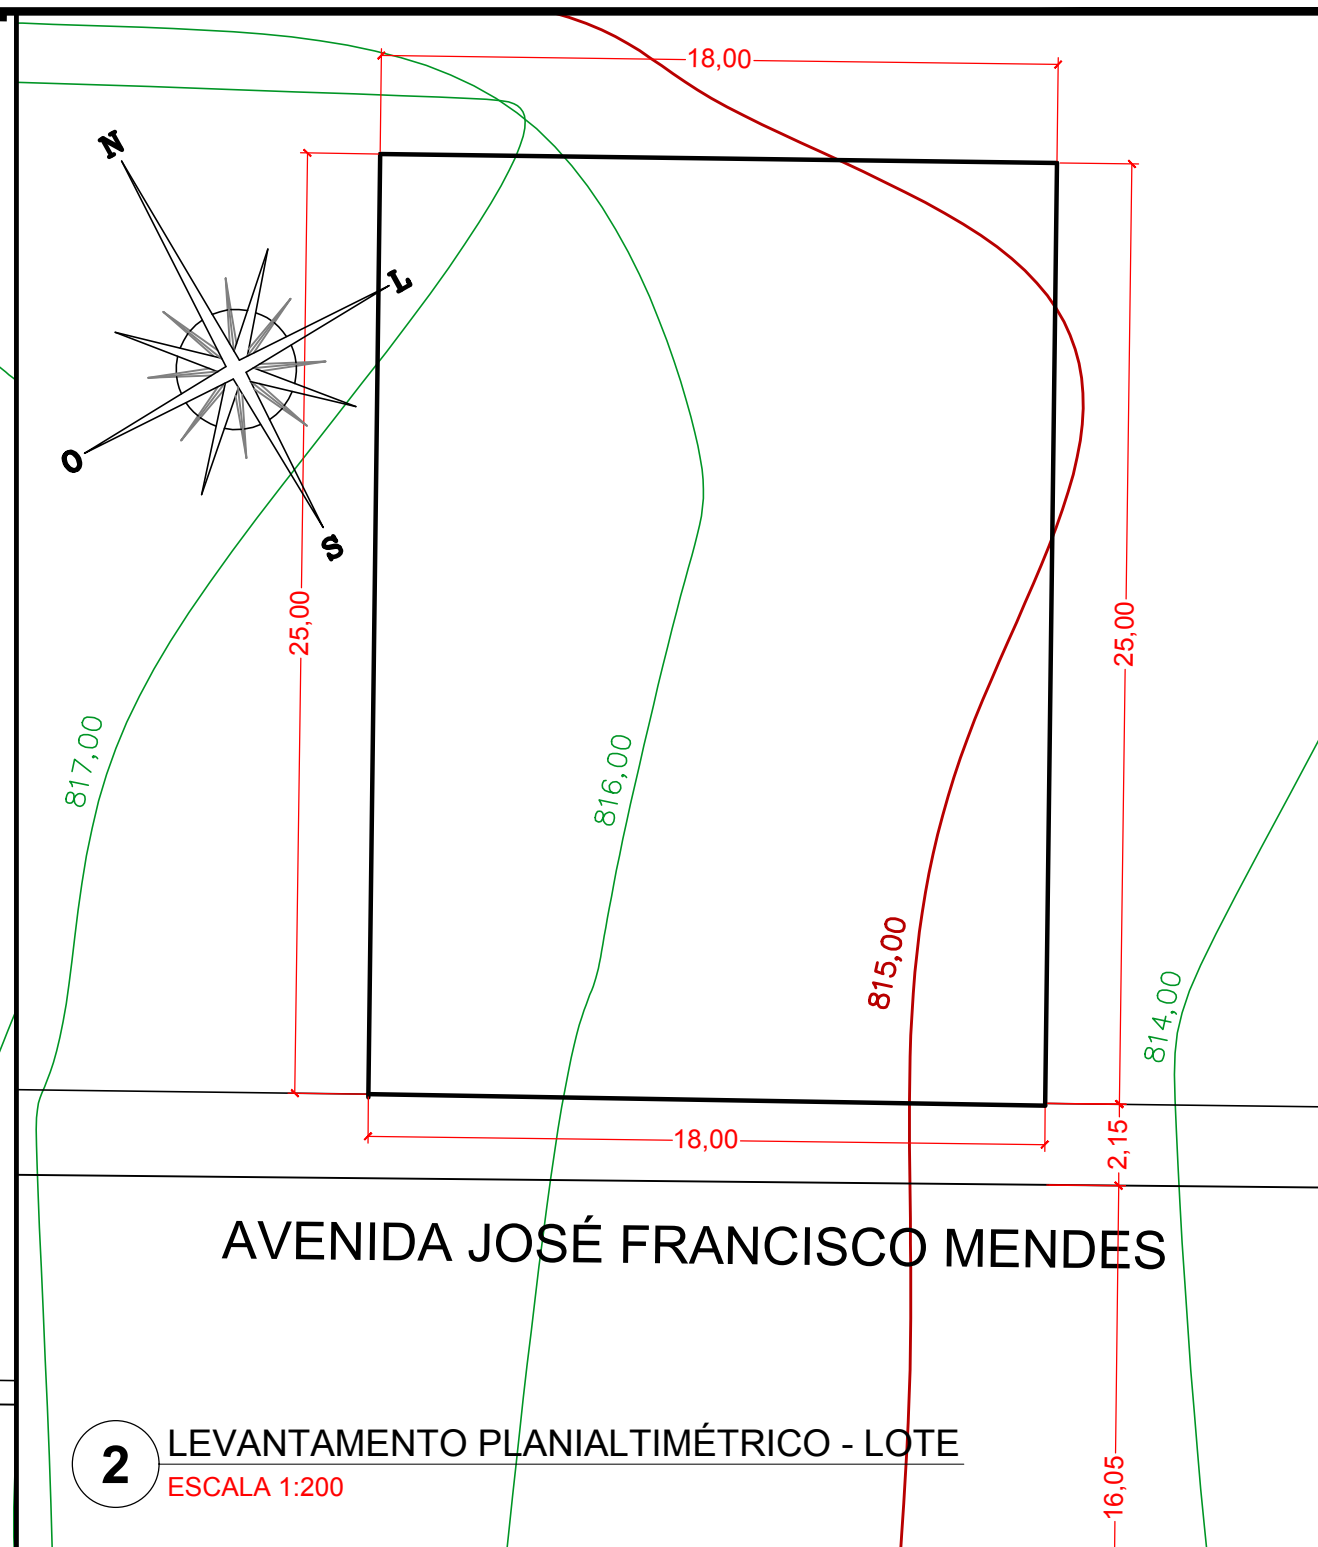 18,00
N
L
O
S
25,00
25,00
817,00
816,00
815,00
814,00
18,00
2,15
AVENIDA JOSÉ FRANCISCO MENDES
2
LEVANTAMENTO PLANIALTIMÉTRICO - LOTE
ESCALA 1:200
16,05